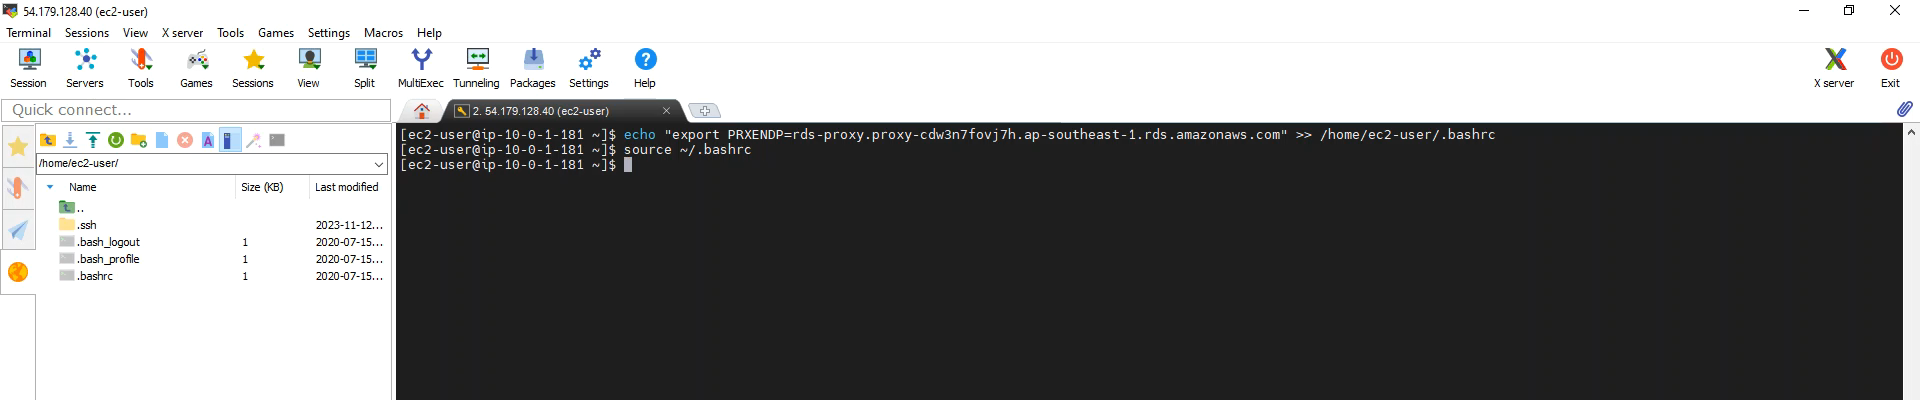 54.179.128.40 (ec2-user)
Terminal Sessions View X server Tools Games Settings Macros Help
Session Servers Tools Games Sessions View Split MultiExec Tunneling Packages Settings Help X server Exit
Quick connect...
2. 54.179.128.40 (ec2-user)
/home/ec2-user/
Name Size (KB) Last modified
..
.ssh 2023-11-12...
.bash_logout 1 2020-07-15...
.bash_profile 1 2020-07-15...
.bashrc 1 2020-07-15...
[ec2-user@ip-10-0-1-181 ~]$ echo "export PRXENDP=rds-proxy.proxy-cdw3n7fovj7h.ap-southeast-1.rds.amazonaws.com" >> /home/ec2-user/.bashrc
[ec2-user@ip-10-0-1-181 ~]$ source ~/.bashrc
[ec2-user@ip-10-0-1-181 ~]$